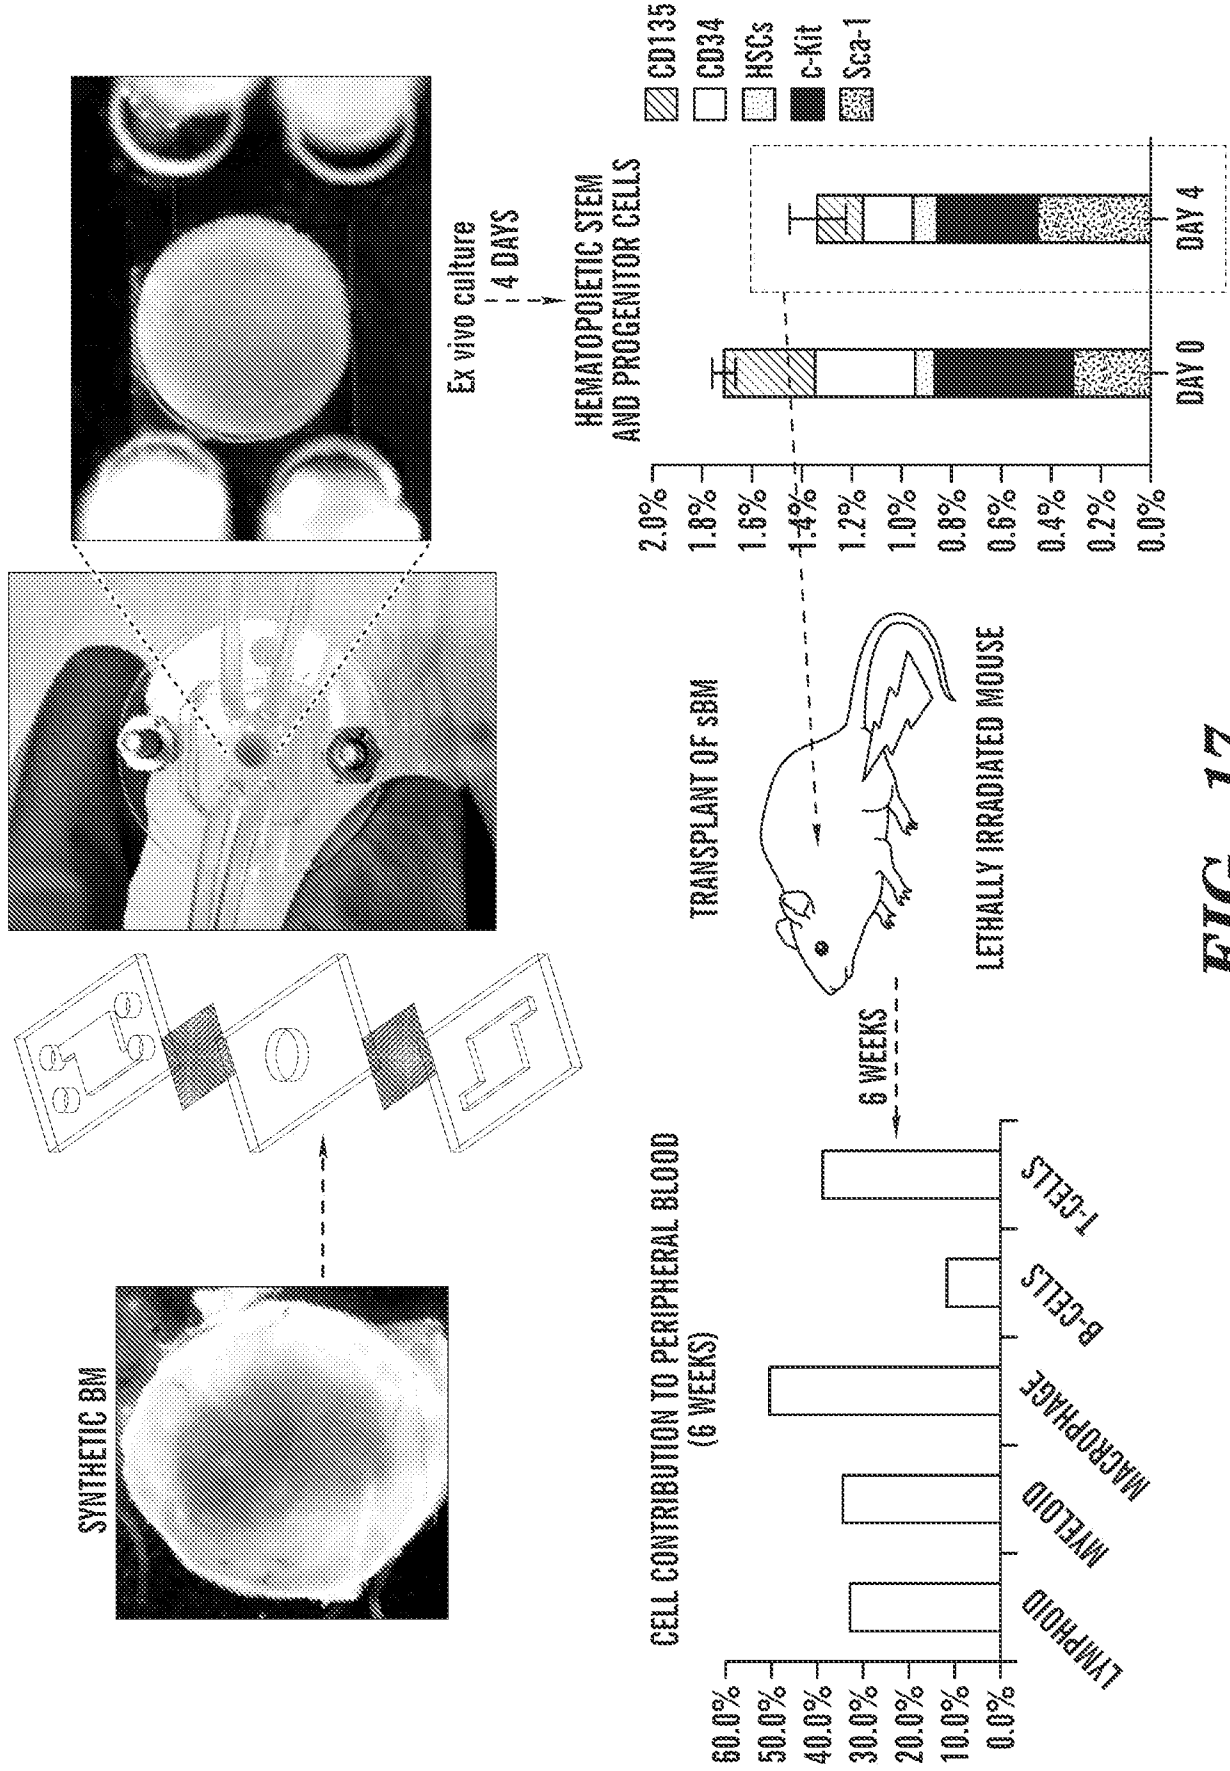 SYNTHETIC BM
Ex vivo culture
4 DAYS
CELL CONTRIBUTION TO PERIPHERAL BLOOD
(6 WEEKS)
60.0%
50.0%
40.0%
30.0%
20.0%
10.0%
0.0%
LYMPHOID
MYELOID
MACROPHAGE
B-CELLS
T-CELLS
6 WEEKS
TRANSPLANT OF sBM
LETHALLY IRRADIATED MOUSE
HEMATOPOIETIC STEM
AND PROGENITOR CELLS
2.0%
1.8%
1.6%
1.4%
1.2%
1.0%
0.8%
0.6%
0.4%
0.2%
0.0%
DAY 0
DAY 4
CD135
CD34
HSCs
c-Kit
Sca-1
FIG. 17